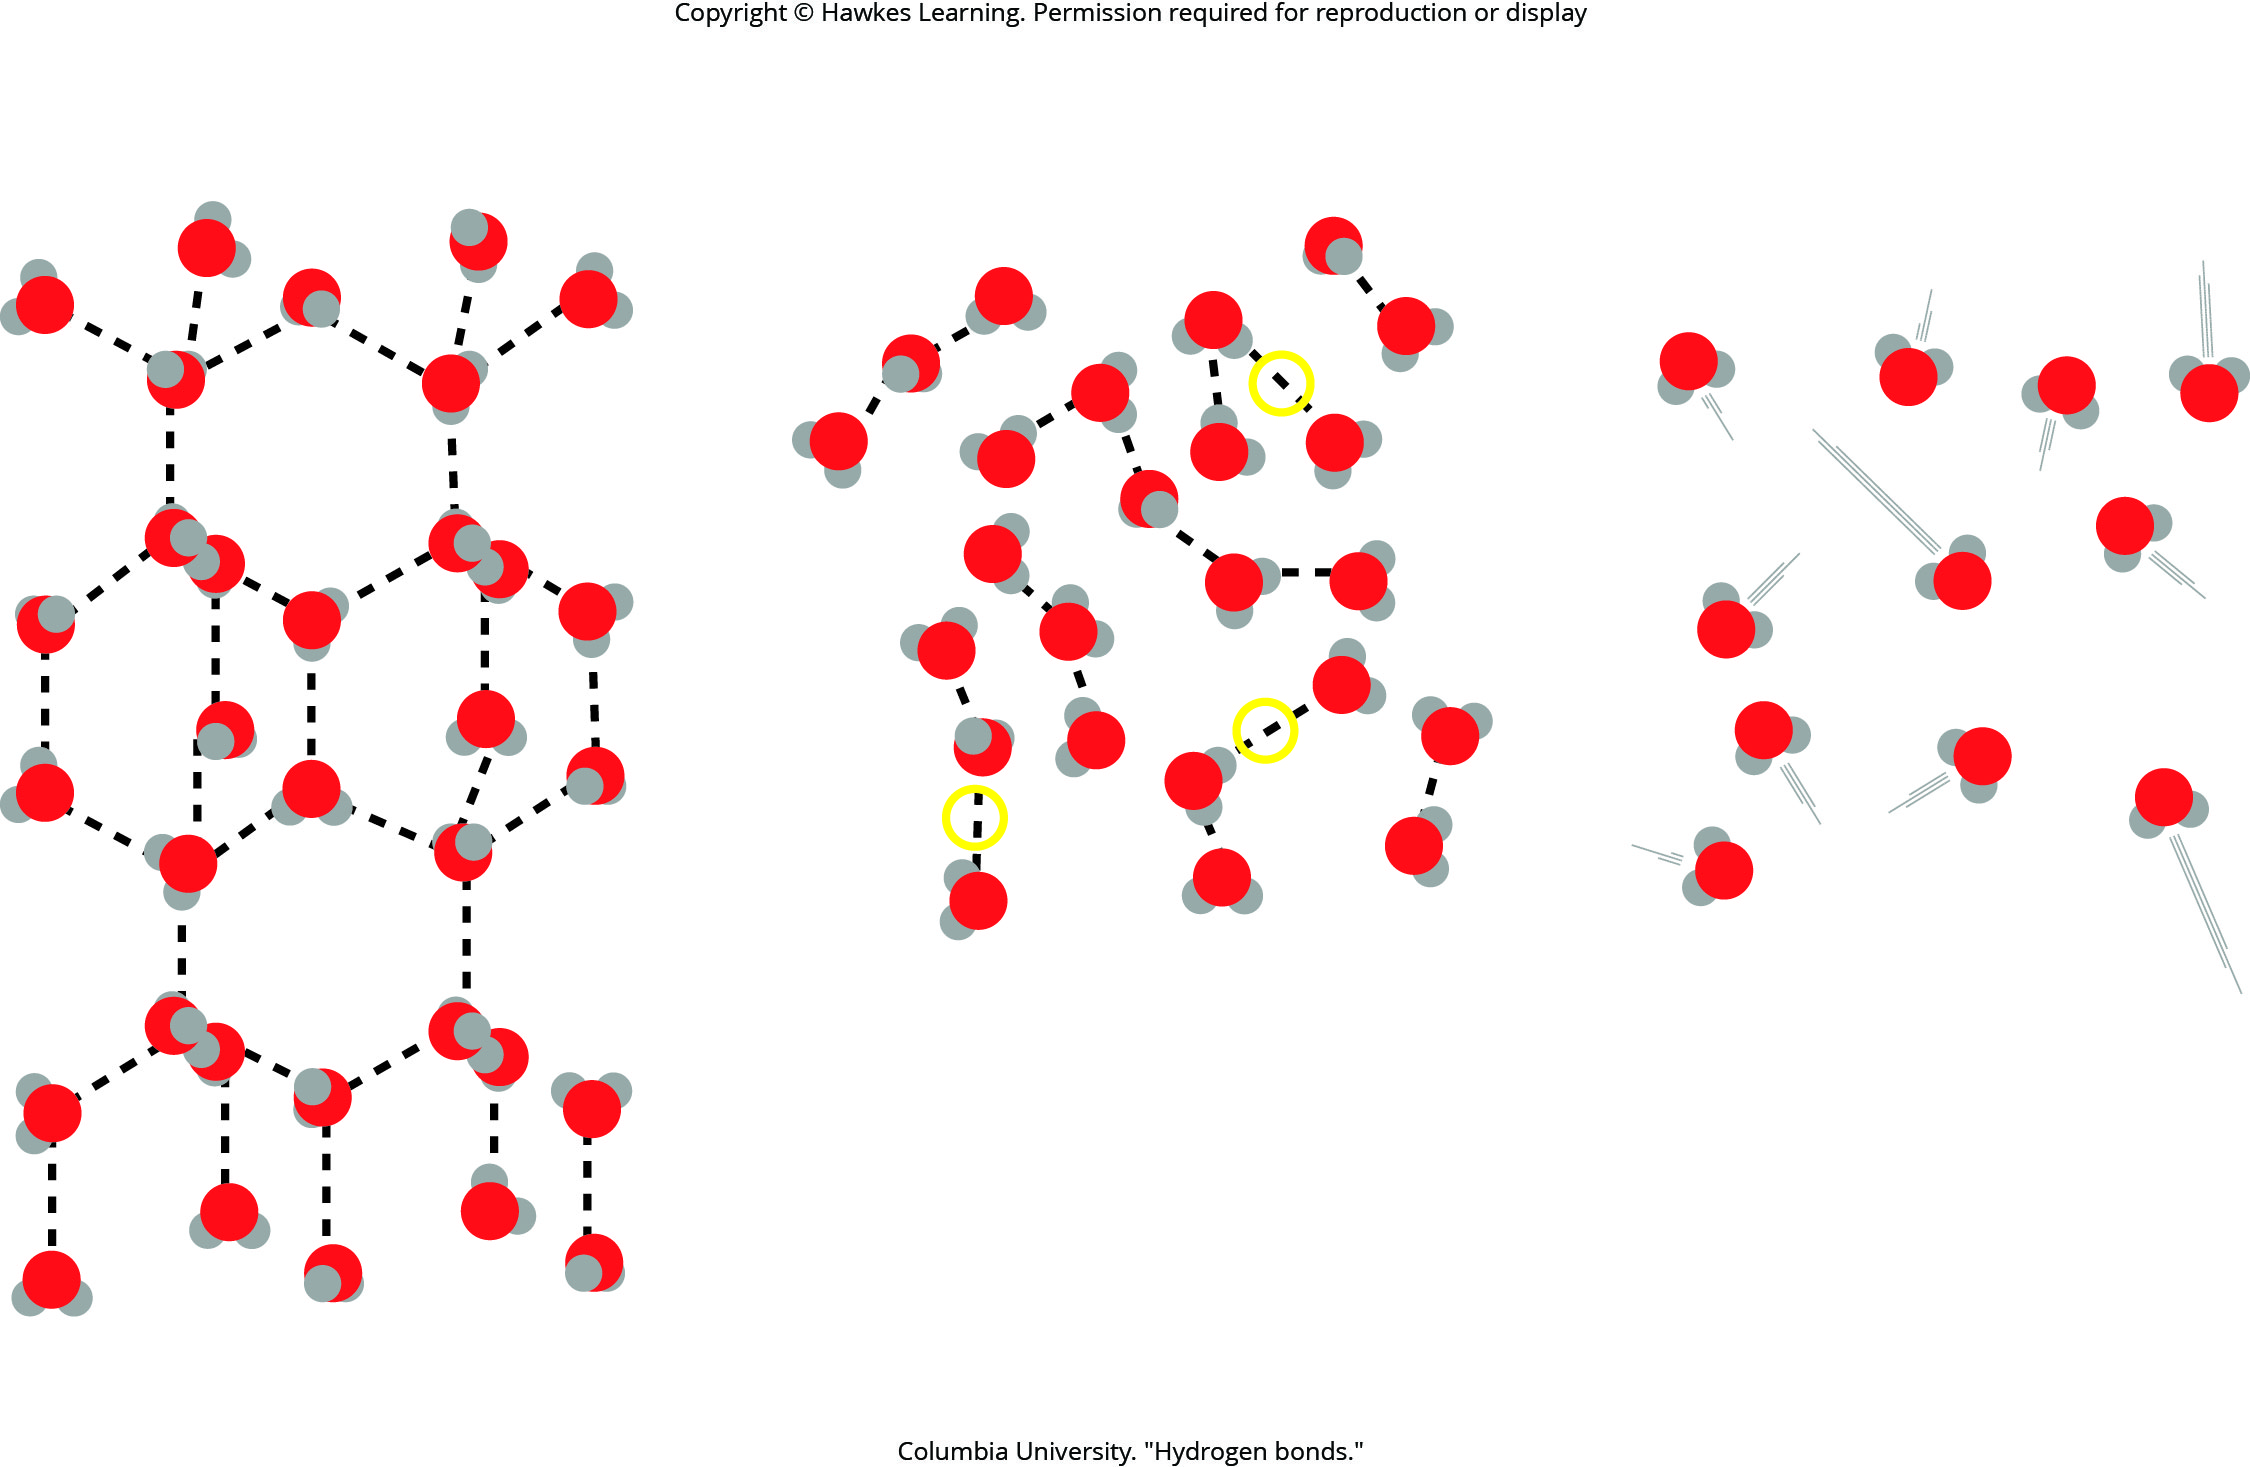 Copyright © Hawkes Learning. Permission required for reproduction or display
Columbia University. "Hydrogen bonds."